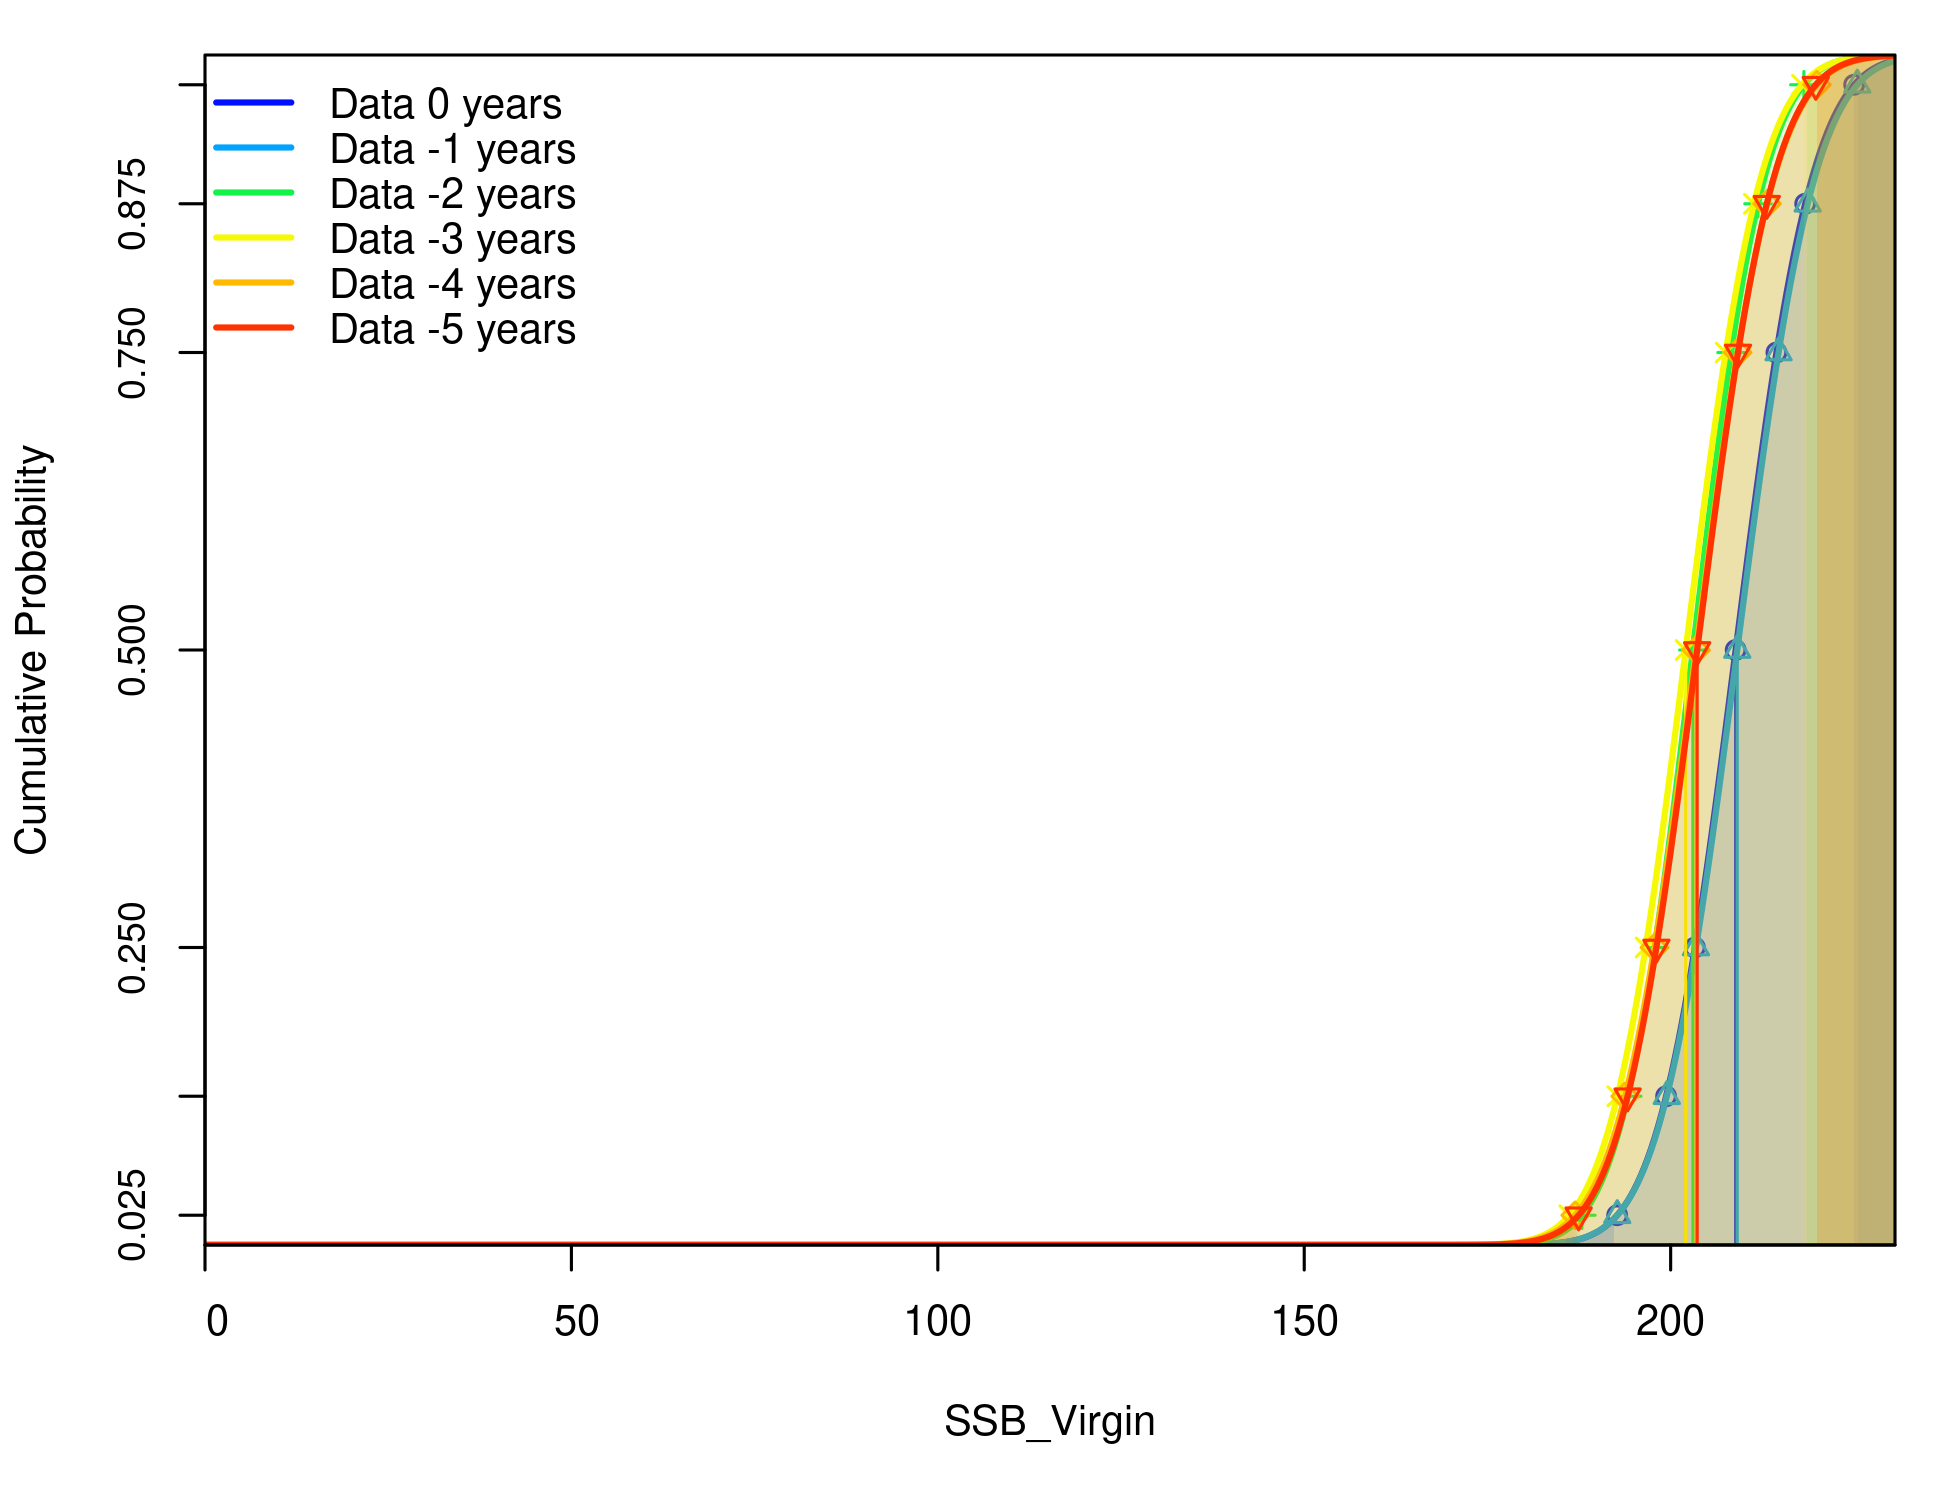 Data 0 years
Data -1 years
Data -2 years
Data -3 years
Data -4 years
Data -5 years
Cumulative Probability
0.875
0.750
0.500
0.250
0.025
0 50 100 150 200
SSB_Virgin